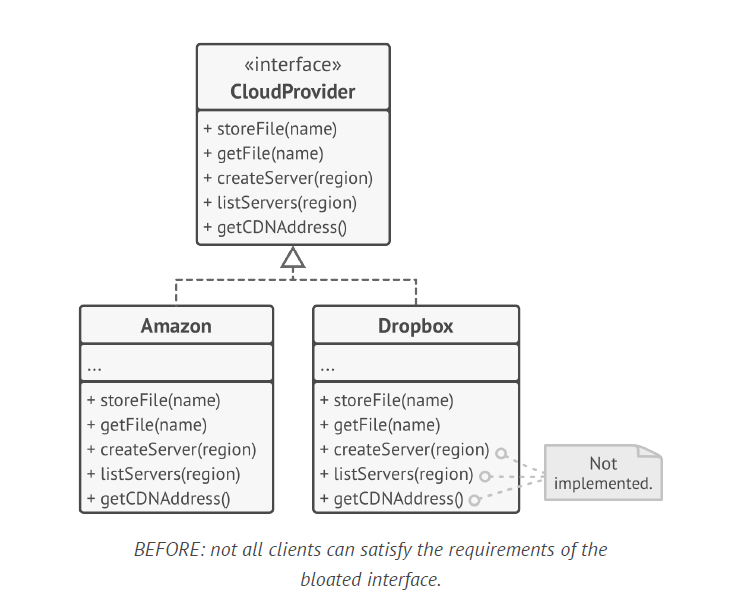 «interface»
CloudProvider
+ storeFile(name)
+ getFile(name)
+ createServer(region)
+ listServers(region)
+ getCDNAddress()
Amazon
...
+ storeFile(name)
+ getFile(name)
+ createServer(region)
+ listServers(region)
+ getCDNAddress()
Dropbox
...
+ storeFile(name)
+ getFile(name)
+ createServer(region)
+ listServers(region)
+ getCDNAddress()
Not
implemented.
BEFORE: not all clients can satisfy the requirements of the
bloated interface.